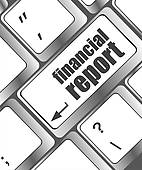 "
'
financial
report
?
/
;